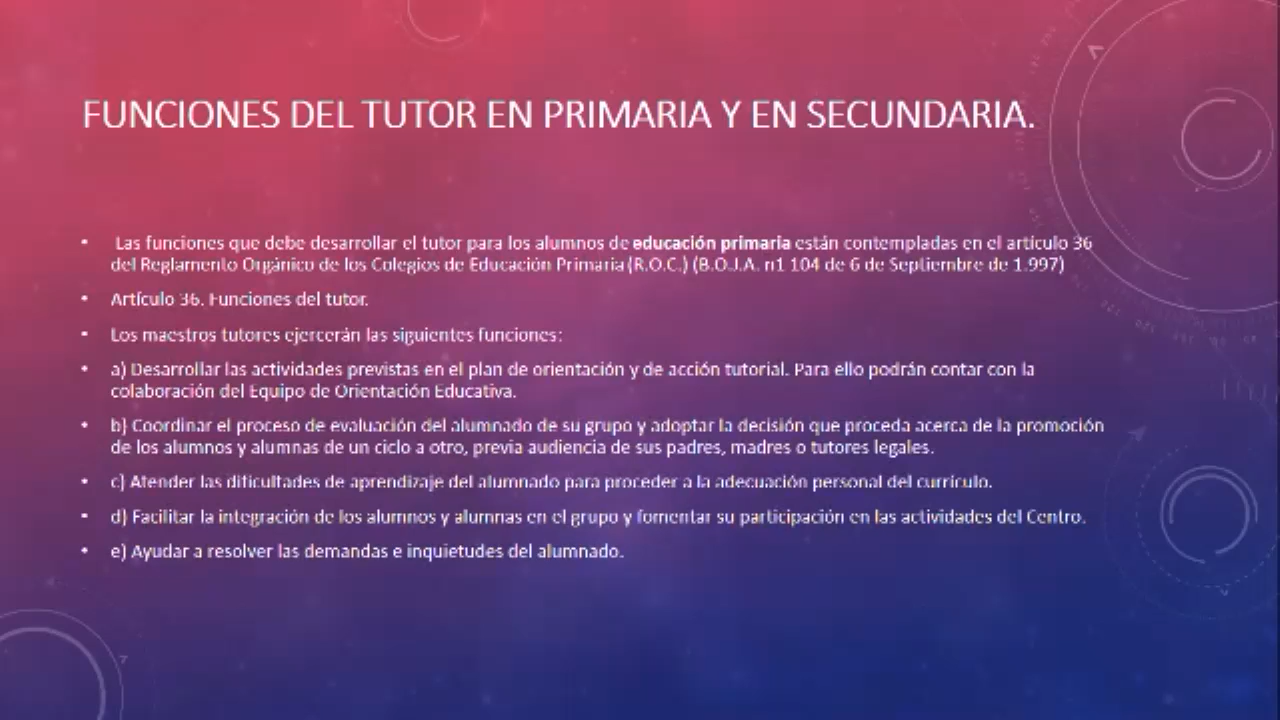 FUNCIONES DEL TUTOR EN PRIMARIA Y EN SECUNDARIA.
• Las funciones que debe desarrollar el tutor para los alumnos de educación primaria están contempladas en el artículo 36
del Reglamento Orgánico de los Colegios de Educación Primaria (R.O.C.) (B.O.J.A. n1 104 de 6 de Septiembre de 1.997)
• Artículo 36. Funciones del tutor.
• Los maestros tutores ejercerán las siguientes funciones:
• a) Desarrollar las actividades previstas en el plan de orientación y de acción tutorial. Para ello podrán contar con la
colaboración del Equipo de Orientación Educativa.
• b) Coordinar el proceso de evaluación del alumnado de su grupo y adoptar la decisión que proceda acerca de la promoción
de los alumnos y alumnas de un ciclo a otro, previa audiencia de sus padres, madres o tutores legales.
• c) Atender las dificultades de aprendizaje del alumnado para proceder a la adecuación personal del currículo.
• d) Facilitar la integración de los alumnos y alumnas en el grupo y fomentar su participación en las actividades del Centro.
• e) Ayudar a resolver las demandas e inquietudes del alumnado.